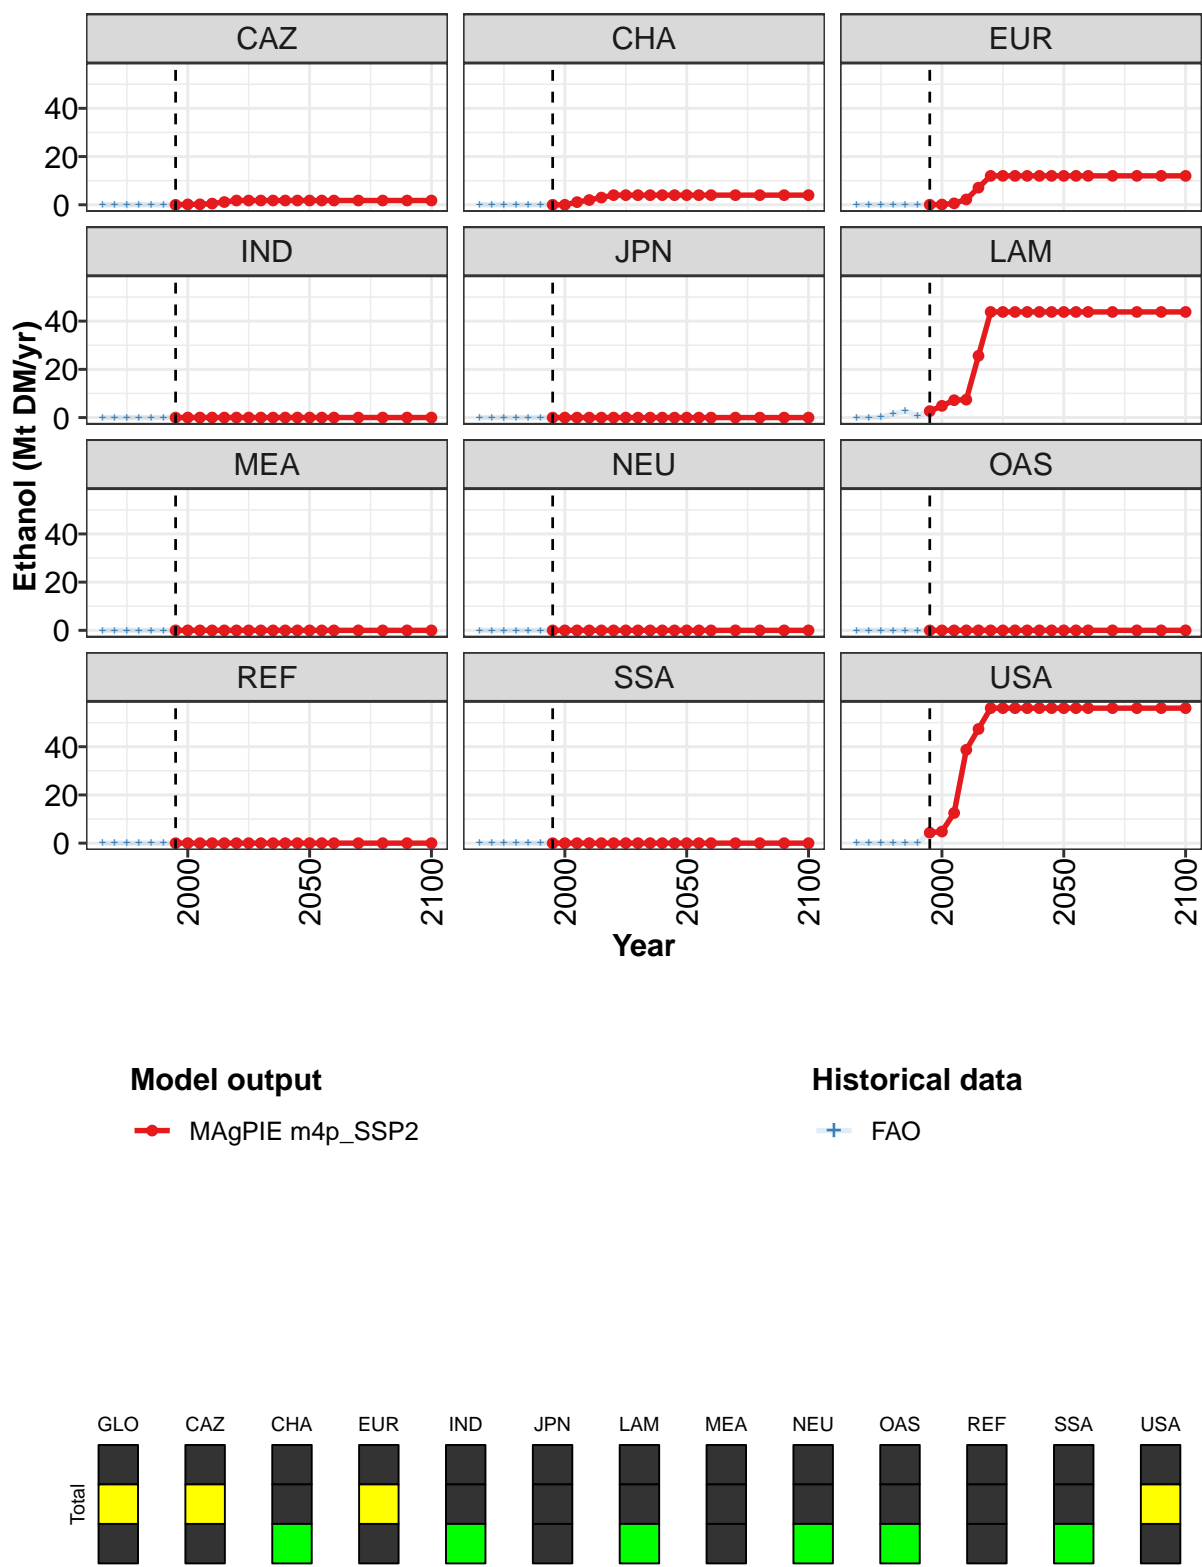 CAZ CHA EUR
40
20
0
IND JPN LAM
40
20
0
MEA NEU OAS
40
20
0
REF SSA USA
40
20
0
Ethanol (Mt DM/yr)
2000 2050 2100 2000 2050 2100 2000 2050 2100
Year
Model output Historical data
MAgPIE m4p_SSP2 FAO
GLO CAZ CHA EUR IND JPN LAM MEA NEU OAS REF SSA USA
Total